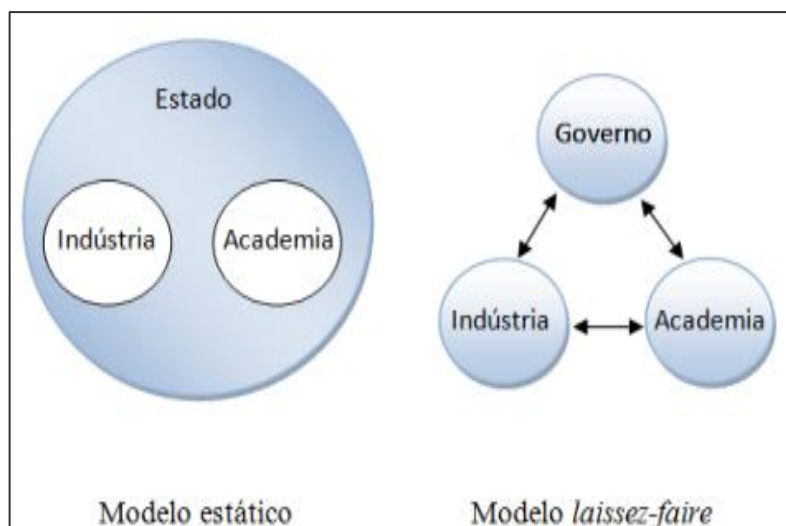 Estado
Indústria
Academia
Modelo estático
Governo
Indústria
Academia
Modelo laissez-faire